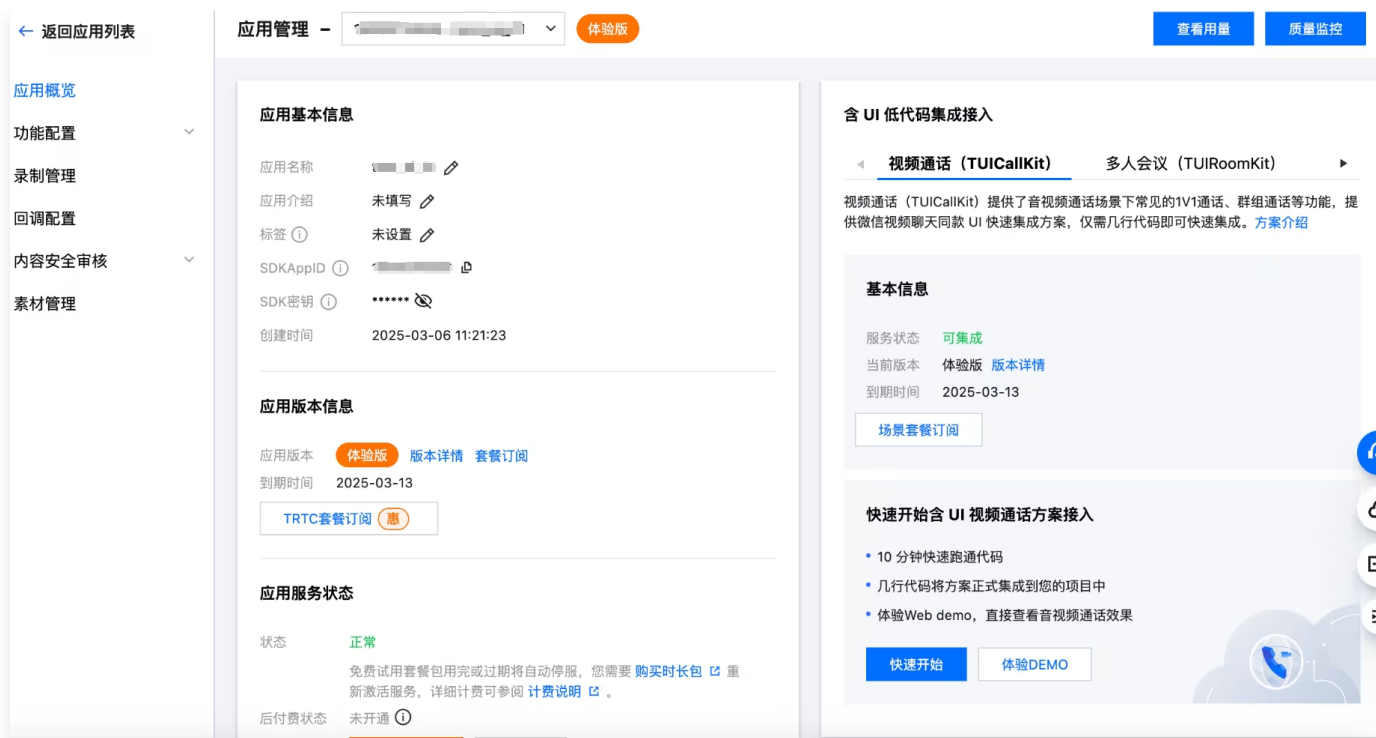 返回应用列表
应用概览
功能配置
录制管理
回调配置
内容安全审核
素材管理
应用管理 –
体验版
查看用量
质量监控
应用基本信息
应用名称
应用介绍 未填写
标签 未设置
SDKAppID
SDK密钥 ••••••
创建时间 2025-03-06 11:21:23
应用版本信息
应用版本 体验版 版本详情 套餐订阅
到期时间 2025-03-13
TRTC套餐订阅 惠
应用服务状态
状态 正常
免费试用套餐包用完或过期将自动停服，您需要 购买时长包 重
新激活服务，详细计费可参阅 计费说明 。
后付费状态 未开通
含 UI 低代码集成接入
视频通话（TUICallKit） 多人会议（TUIRoomKit）
视频通话（TUICallKit）提供了音视频通话场景下常见的1V1通话、群组通话等功能，提
供微信视频聊天同款 UI 快速集成方案，仅需几行代码即可快速集成。方案介绍
基本信息
服务状态 可集成
当前版本 体验版 版本详情
到期时间 2025-03-13
场景套餐订阅
快速开始含 UI 视频通话方案接入
• 10 分钟快速跑通代码
• 几行代码将方案正式集成到您的项目中
• 体验Web demo，直接查看音视频通话效果
快速开始 体验DEMO